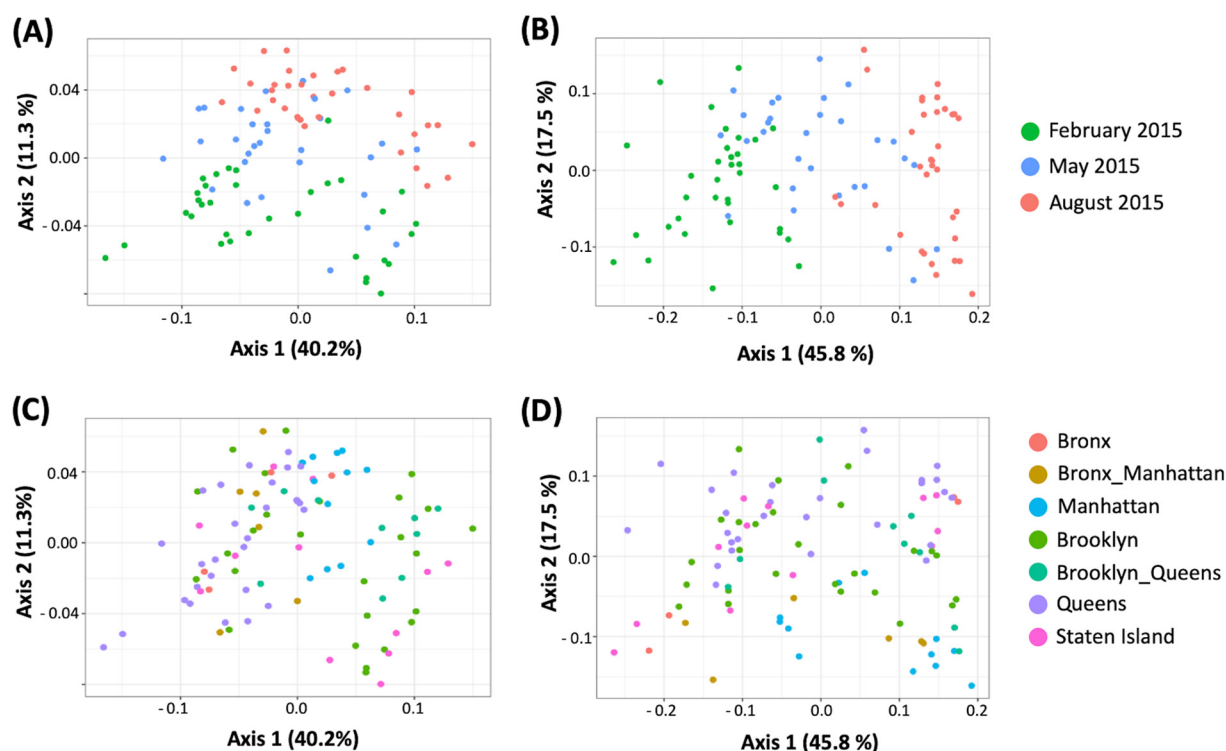 (A)
Axis 2 (11.3 %)
0.04
0.00
- 0.04
- 0.1
0.0
0.1
Axis 1 (40.2%)
(B)
Axis 2 (17.5 %)
0.1
0.0
- 0.1
- 0.2
- 0.1
0.0
0.1
0.2
Axis 1 (45.8 %)
February 2015
May 2015
August 2015
(C)
Axis 2 (11.3%)
0.04
0.00
- 0.04
- 0.1
0.0
0.1
Axis 1 (40.2%)
(D)
Axis 2 (17.5 %)
0.1
0.0
- 0.1
- 0.2
- 0.1
0.0
0.1
0.2
Axis 1 (45.8 %)
Bronx
Bronx_Manhattan
Manhattan
Brooklyn
Brooklyn_Queens
Queens
Staten Island